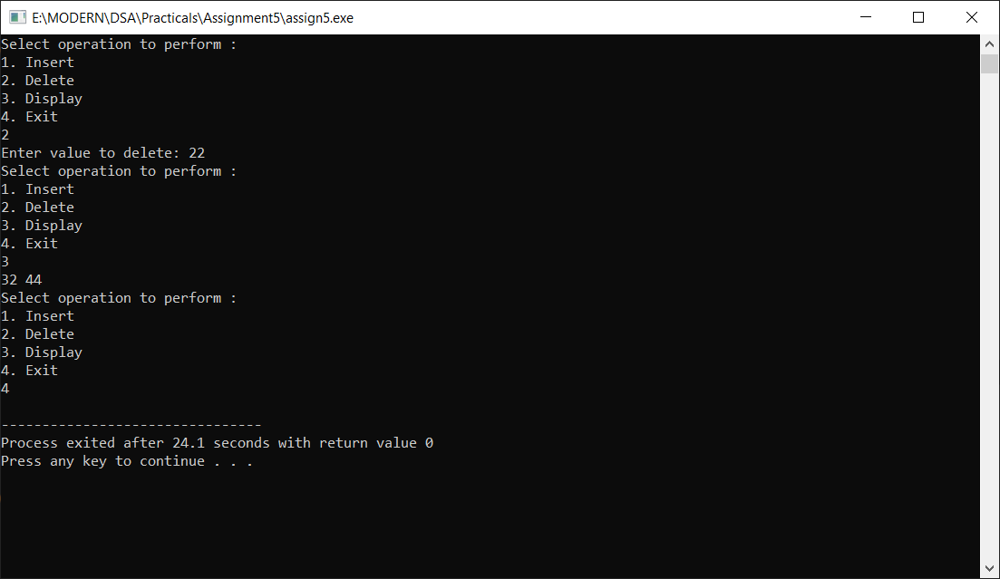 E:\MODERN\DSA\Practicals\Assignment5\assign5.exe
Select operation to perform :
1. Insert
2. Delete
3. Display
4. Exit
2
Enter value to delete: 22
Select operation to perform :
1. Insert
2. Delete
3. Display
4. Exit
3
32 44
Select operation to perform :
1. Insert
2. Delete
3. Display
4. Exit
4
--------------------------------
Process exited after 24.1 seconds with return value 0
Press any key to continue . . .